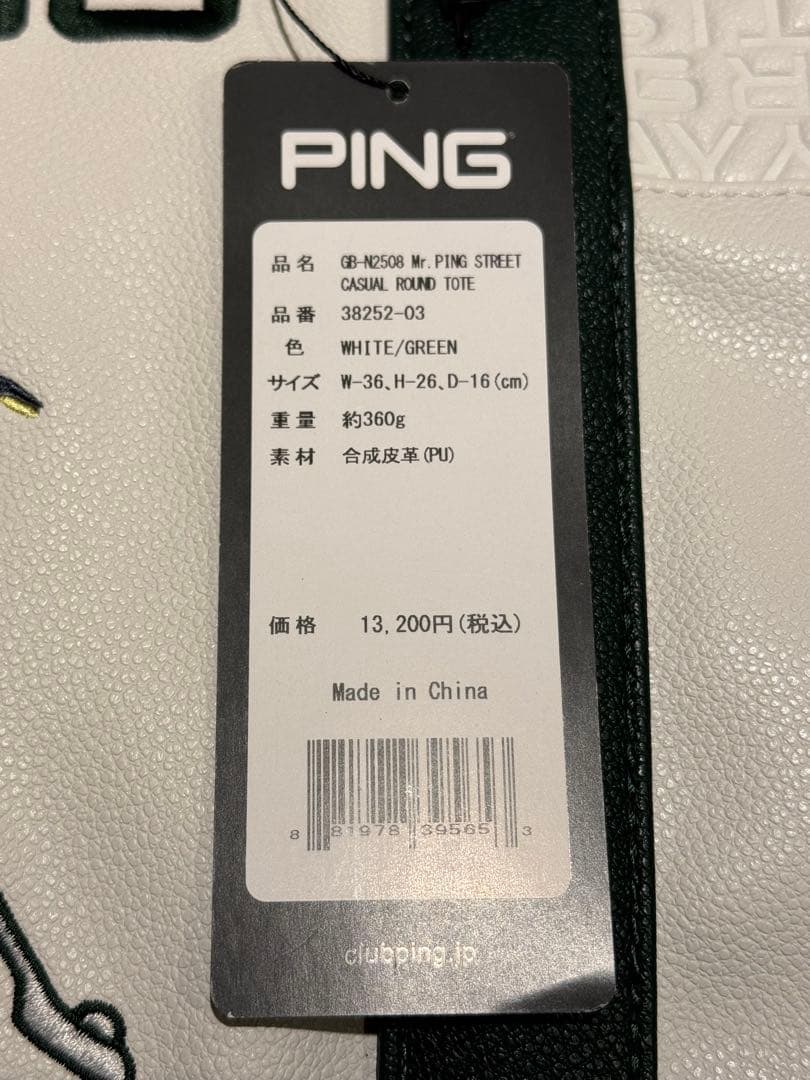 PING
品名 GB-N2508 Mr.PING STREET
CASUAL ROUND TOTE
品番 38252-03
色 WHITE/GREEN
サイズ W-36、H-26、D-16(cm)
重量 約360g
素材 合成皮革(PU)
価格 13,200円(税込)
Made in China
8 81978 39565 3
clubping.jp